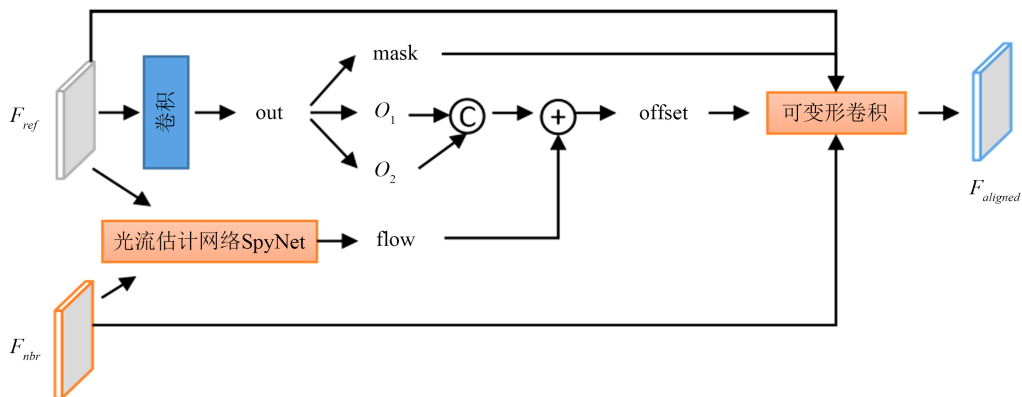 mask
F_ref
卷积
out
O_1
C
+
offset
可变形卷积
O_2
F_aligned
光流估计网络SpyNet
flow
F_nbr